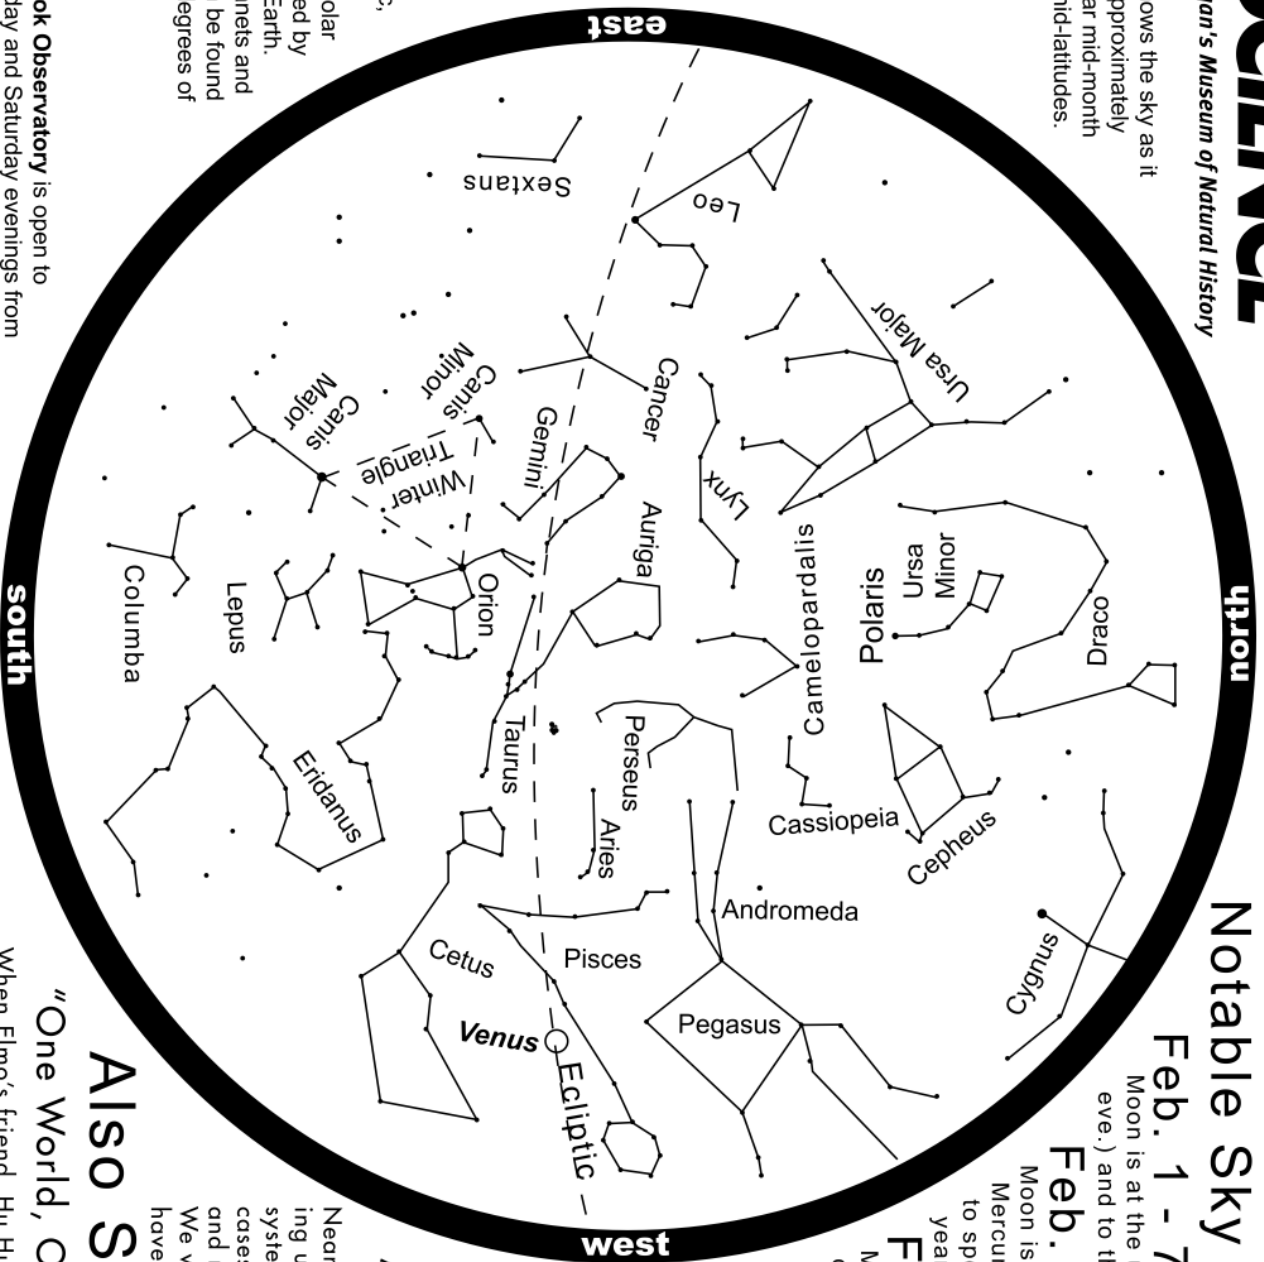 east
olar
ed by
Earth.
nets and
be found
egrees of
ok Observatory is open to
day and Saturday evenings from
ows the sky as it
pproximately
ar mid-month
mid-latitudes.
gan's Museum of Natural History
SCIENCE
Sextans
Leo
Ursa Major
Cancer
Canis
Minor
Canis
Major
Gemini
Winter
Triangle
Lynx
Auriga
Camelopardalis
Polaris
Ursa
Minor
Draco
north
south
Columba
Lepus
Orion
Taurus
Perseus
Eridanus
Aries
Cassiopeia
Cepheus
Andromeda
Cygnus
Cetus
Pisces
Pegasus
Venus
Ecliptic
west
Notable Sky
Feb. 1 - 7
Moon is at the
eve.) and to th
Feb.
Moon is
Mercur
to sp
year
F
M
Also S
"One World, O
When Elmo's friend, Hu Hu
Near
ing u
syste
cases
and
We v
have